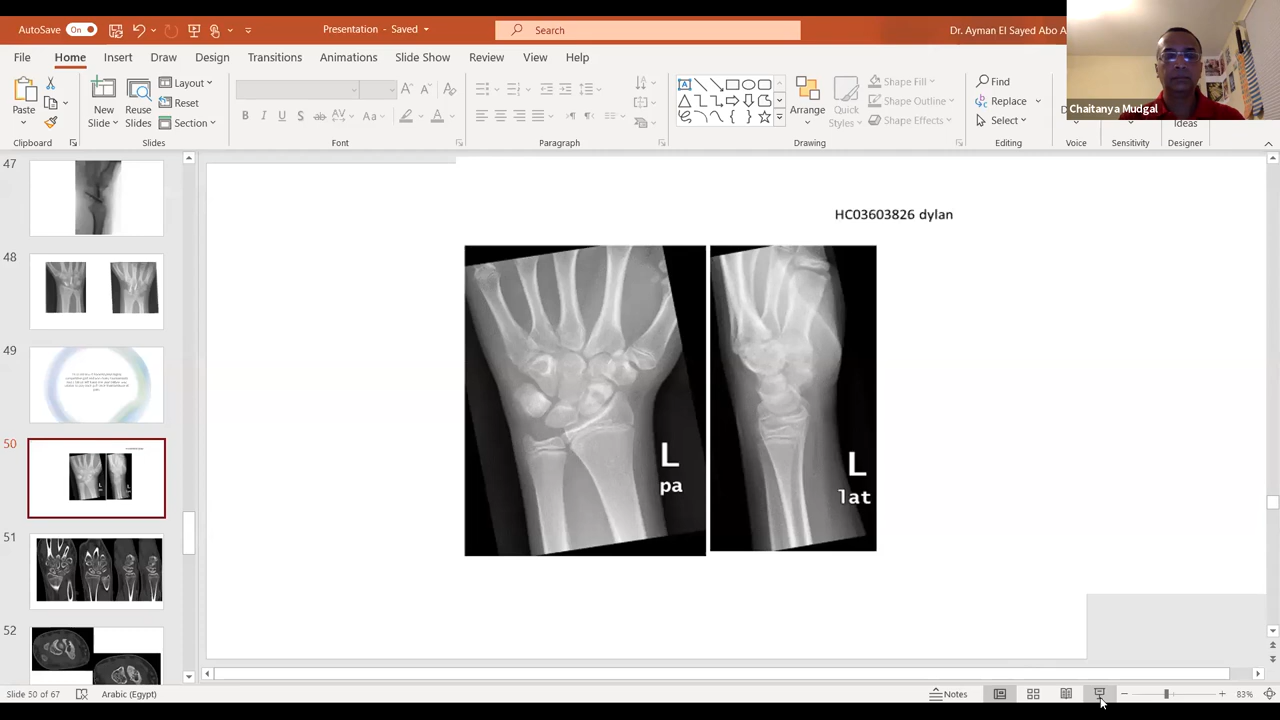 AutoSave
On
Presentation - Saved
Search
Dr. Ayman El Sayed Abo A
Chaitanya Mudgal
File
Home
Insert
Draw
Design
Transitions
Animations
Slide Show
Review
View
Help
Paste
Clipboard
New
Slide
Reuse
Slides
Layout
Reset
Section
Slides
B
I
U
S
Aa
Font
Paragraph
Arrange
Quick
Styles
Shape Fill
Shape Outline
Shape Effects
Drawing
Find
Replace
Select
Editing
Voice
Sensitivity
Ideas
Designer
47
48
49
50
51
52
HC03603826 dylan
L
pa
L
lat
Slide 50 of 67
Arabic (Egypt)
Notes
83%